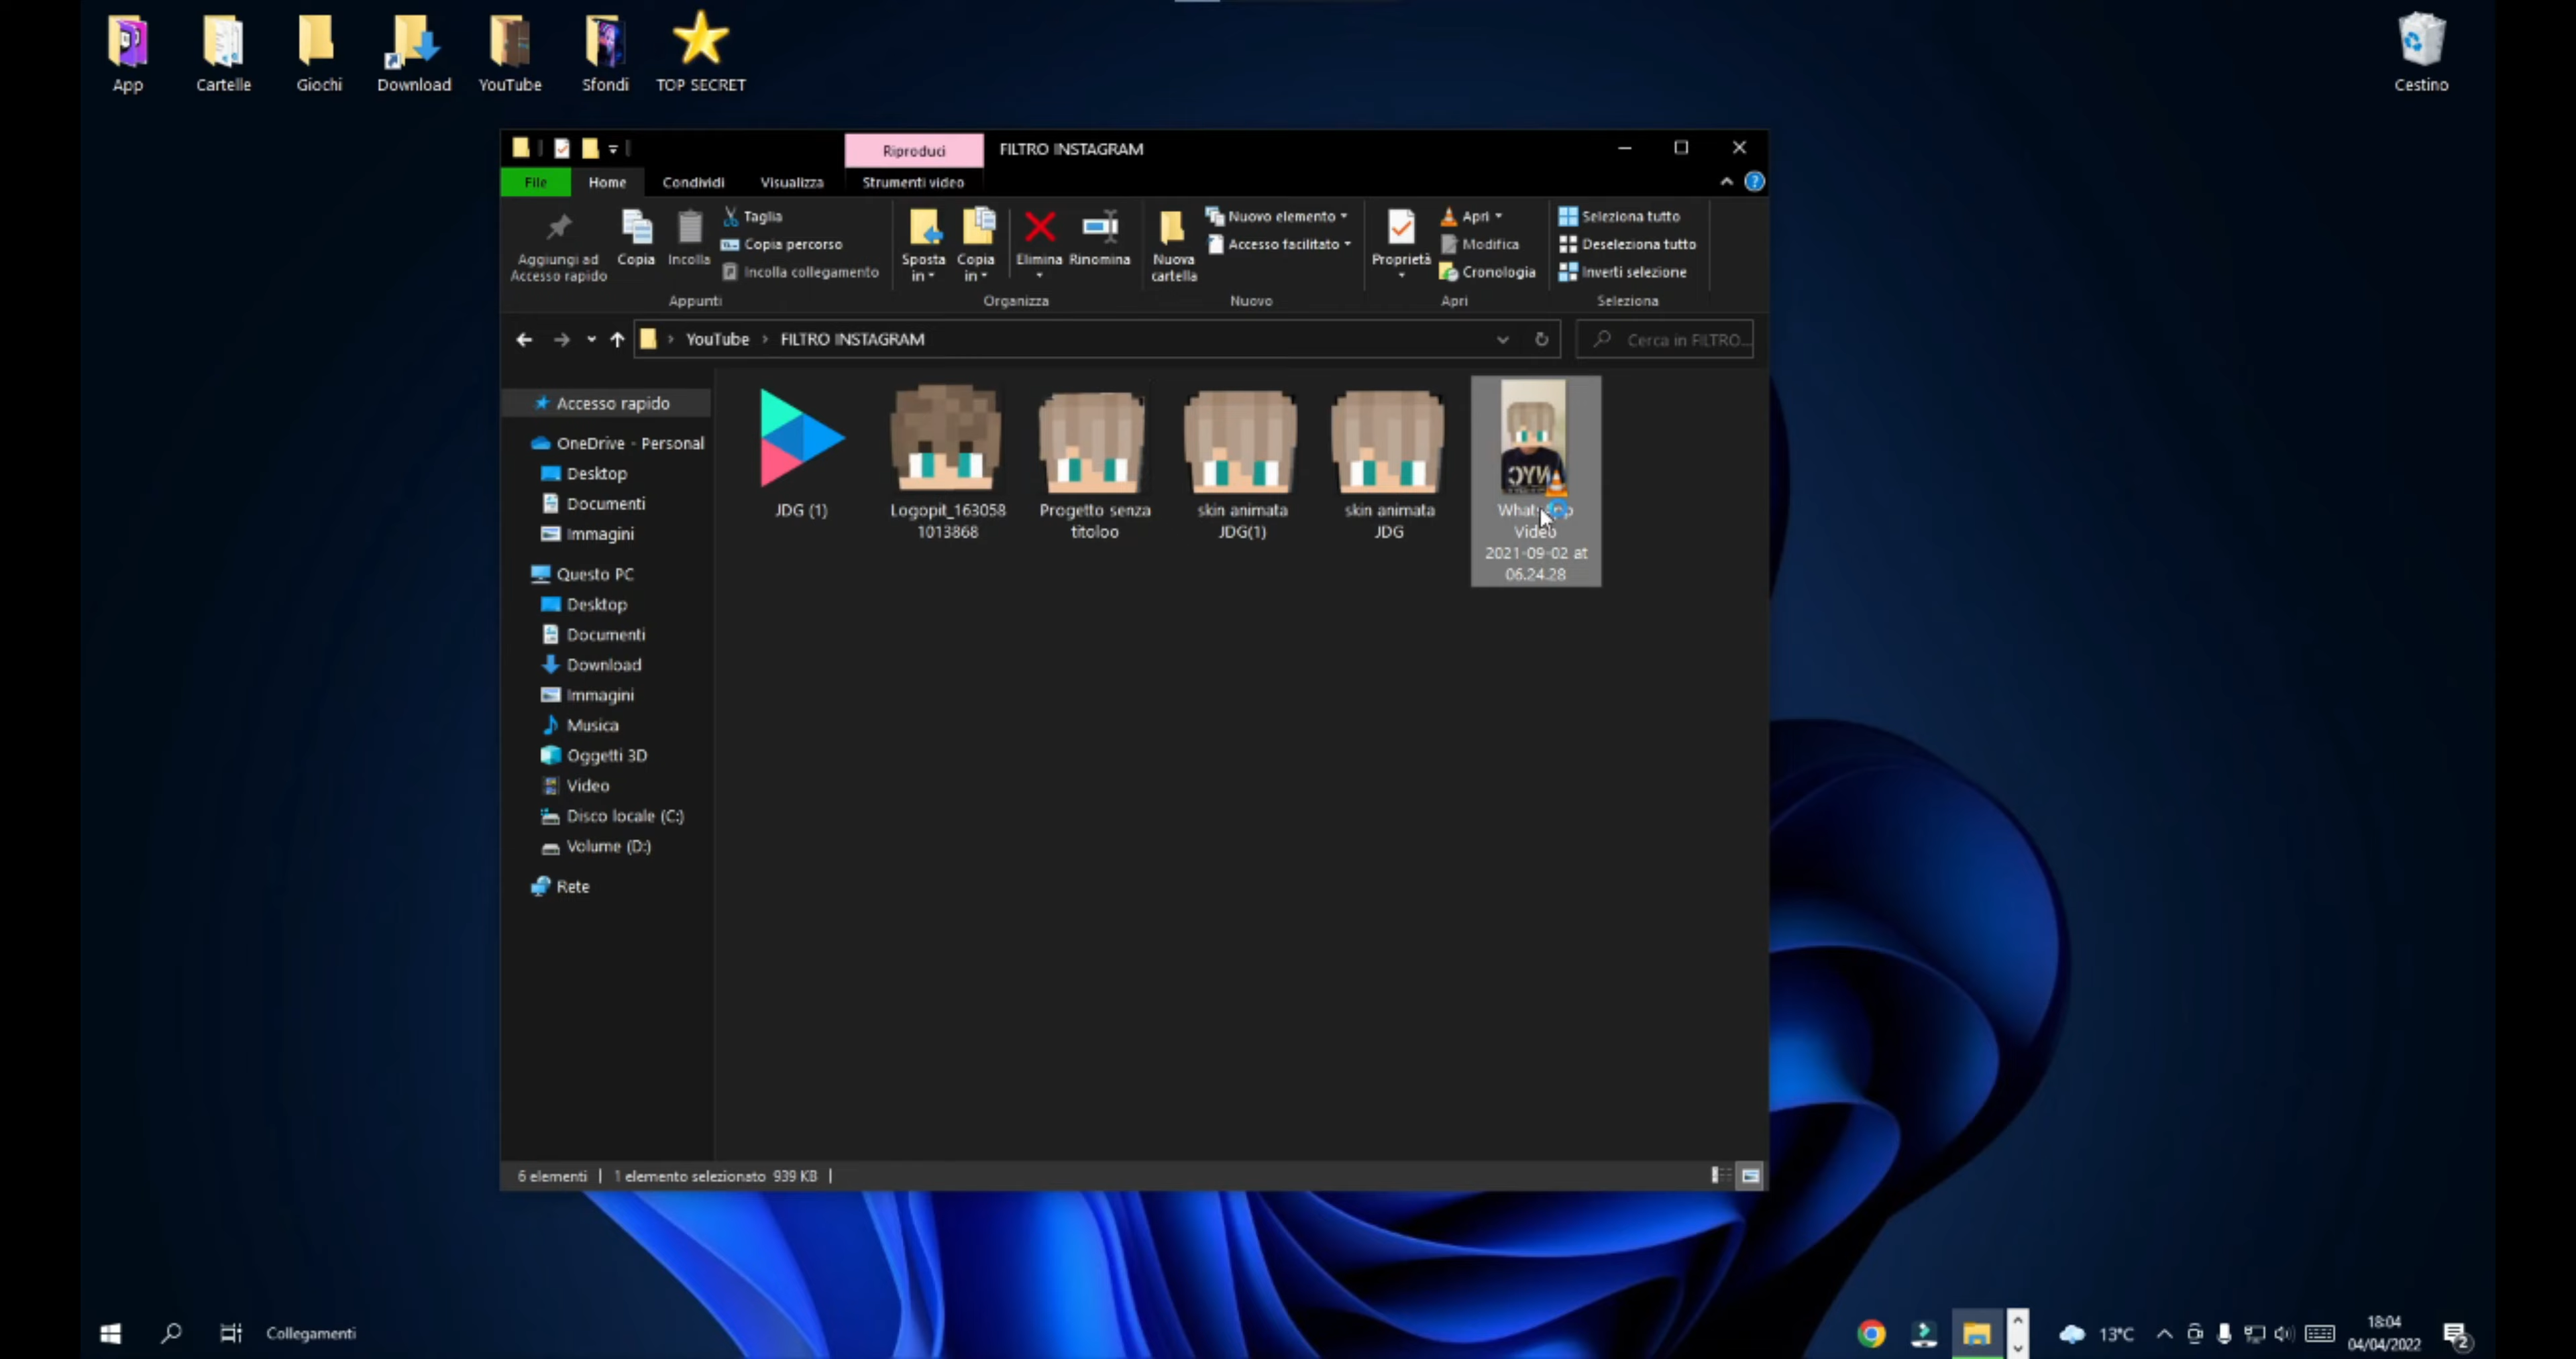 App
Cartelle
Giochi
Download
YouTube
Sfondi
TOP SECRET
Cestino
Riproduci
FILTRO INSTAGRAM
File
Home
Condividi
Visualizza
Strumenti video
Aggiungi ad
Accesso rapido
Copia
Incolla
Taglia
Copia percorso
Incolla collegamento
Appunti
Sposta
in
Copia
in
Elimina
Rinomina
Organizza
Nuova
cartella
Nuovo elemento
Accesso facilitato
Nuovo
Proprietà
Apri
Modifica
Cronologia
Apri
Seleziona tutto
Deseleziona tutto
Inverti selezione
Seleziona
YouTube
FILTRO INSTAGRAM
Cerca in FILTRO...
Accesso rapido
OneDrive - Personal
Desktop
Documenti
Immagini
Questo PC
Desktop
Documenti
Download
Immagini
Musica
Oggetti 3D
Video
Disco locale (C:)
Volume (D:)
Rete
JDG (1)
Logopit_163058
1013868
Progetto senza
titoloo
skin animata
JDG(1)
skin animata
JDG
Video
2021-09-02 at
06.24.28
6 elementi
1 elemento selezionato 939 KB
Collegamenti
13°C
18:04
04/04/2022
2